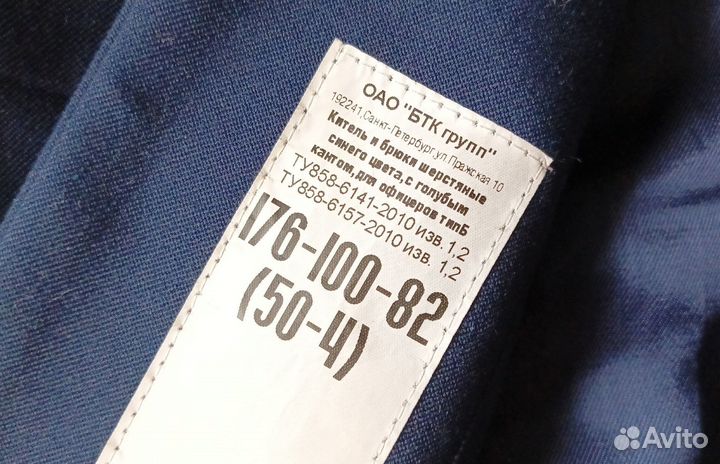 ОАО "БТК групп"
192241,Санкт-Петербург,ул.Пражская 10
Китель и брюки шерстяные
синего цвета,с голубым
кантом,для офицеров типБ
ТУ858-6141-2010 изв. 1,2
ТУ858-6157-2010 изв. 1,2
176-100-82
(50-4)
Avito